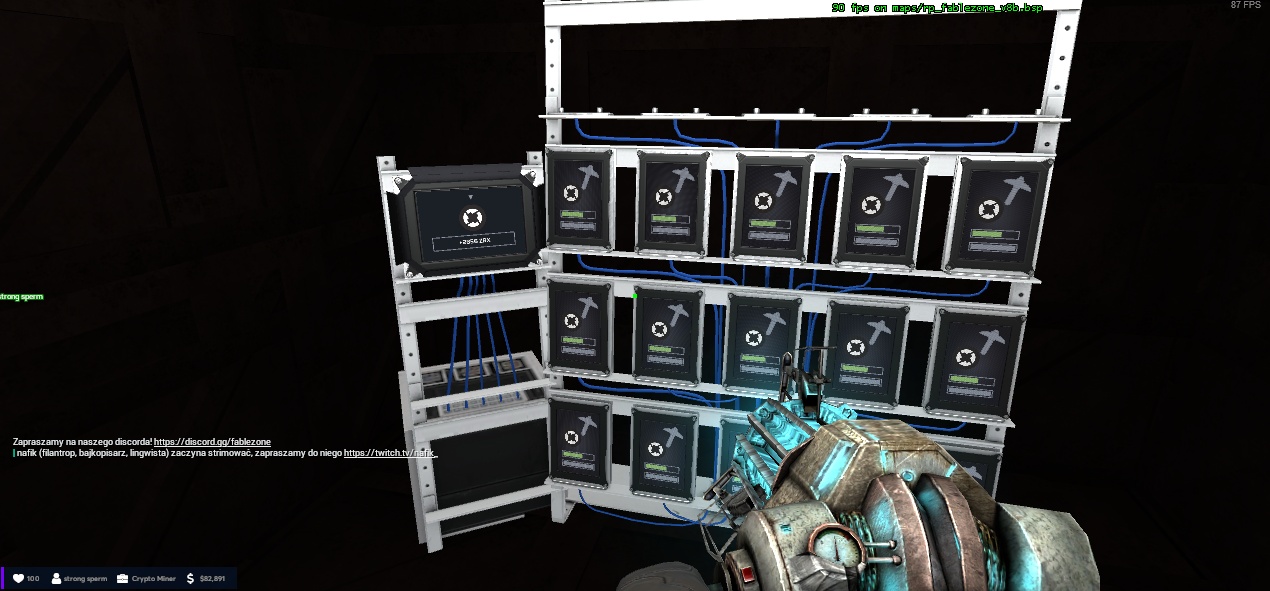 90 fps on maps/rp_fablezone_v8b.bsp
87 FPS
strong sperm
Zapraszamy na naszego discorda! https://discord.gg/fablezone
nafik (filantrop, bajkopisarz, lingwista) zaczyna strimować, zapraszamy do niego https://twitch.tv/nafik_
100
strong sperm
Crypto Miner
$82,891